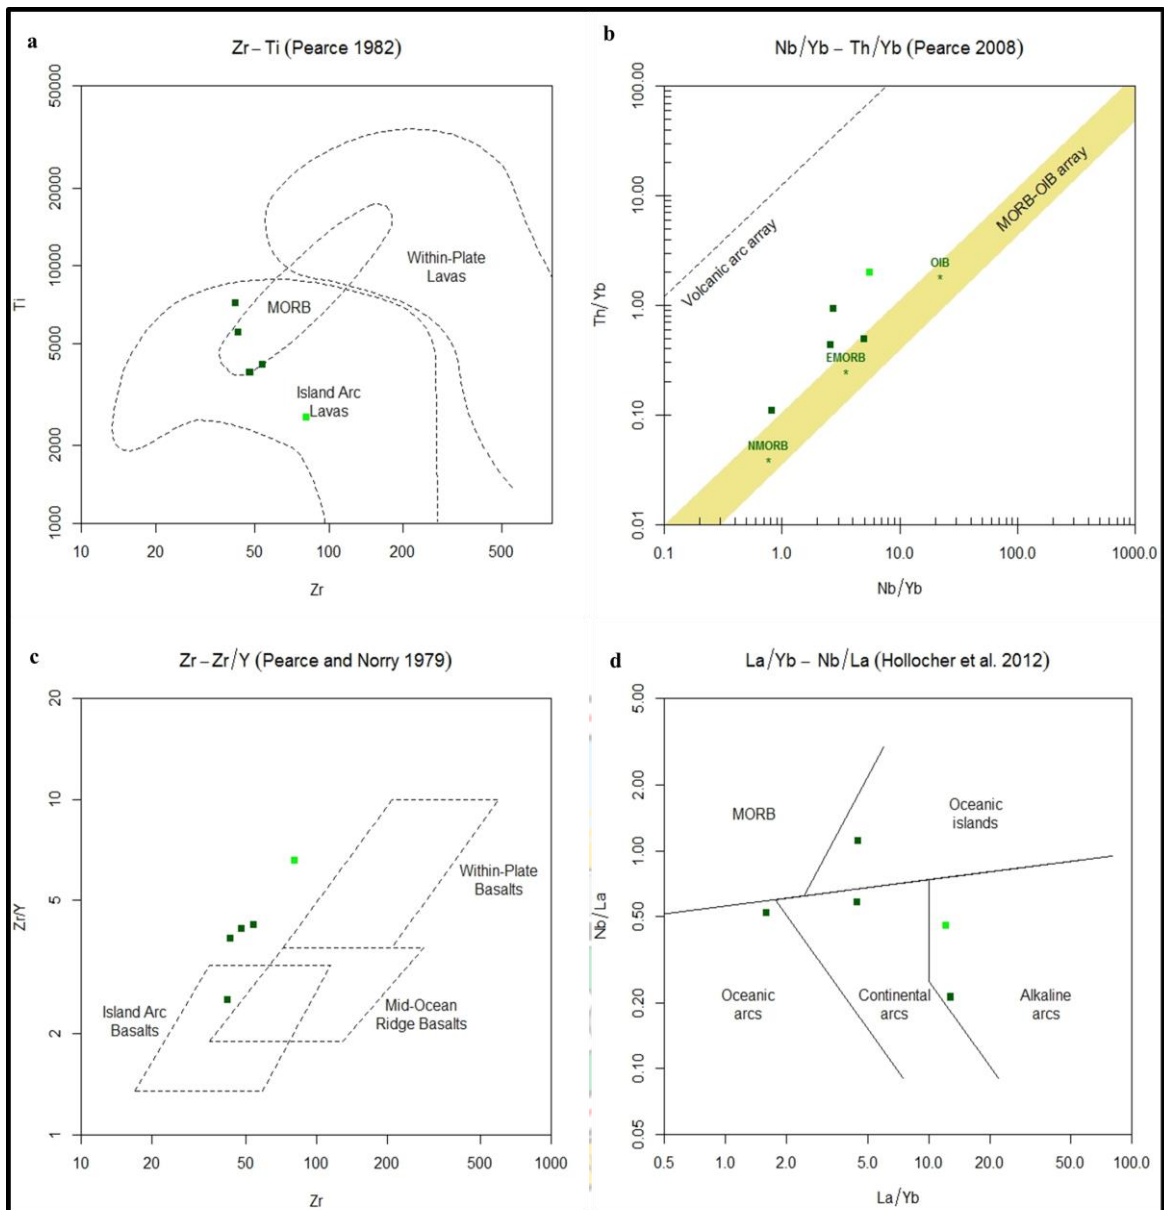 a
Zr – Ti (Pearce 1982)
50000
20000
10000
5000
2000
1000
Ti
Within-Plate
Lavas
MORB
Island Arc
Lavas
10
20
50
100
200
500
Zr
b
Nb/Yb – Th/Yb (Pearce 2008)
100.00
10.00
1.00
0.10
0.01
Th/Yb
Volcanic arc array
MORB-OIB array
OIB
EMORB
NMORB
0.1
1.0
10.0
100.0
1000.0
Nb/Yb
c
Zr – Zr/Y (Pearce and Norry 1979)
20
10
5
2
1
Zr/Y
Within-Plate
Basalts
Island Arc
Basalts
Mid-Ocean
Ridge Basalts
10
20
50
100
200
500
1000
Zr
d
La/Yb – Nb/La (Hollocher et al. 2012)
5.00
2.00
1.00
0.50
0.20
0.10
0.05
Nb/La
MORB
Oceanic
islands
Oceanic
arcs
Continental
arcs
Alkaline
arcs
0.5
1.0
2.0
5.0
10.0
20.0
50.0
100.0
La/Yb